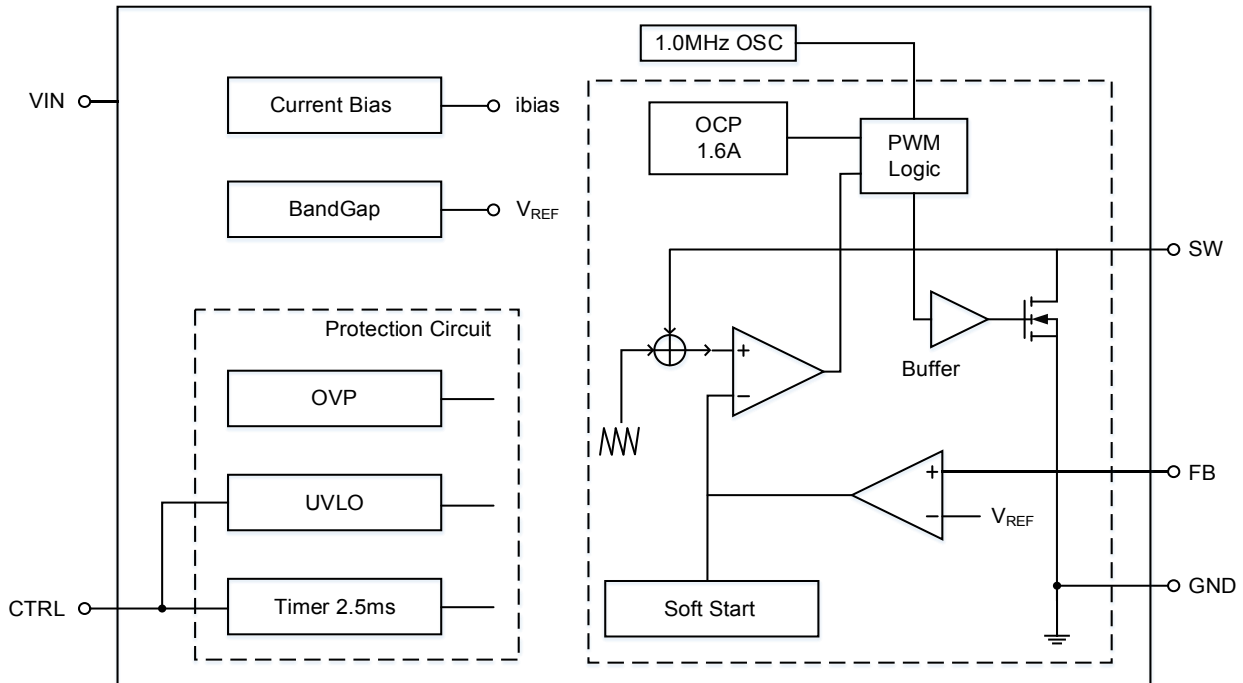 1.0MHz OSC
VIN
Current Bias
ibias
OCP
1.6A
PWM
Logic
BandGap
VREF
SW
Protection Circuit
+
−
Buffer
OVP
UVLO
+
FB
−
VREF
CTRL
Timer 2.5ms
Soft Start
GND